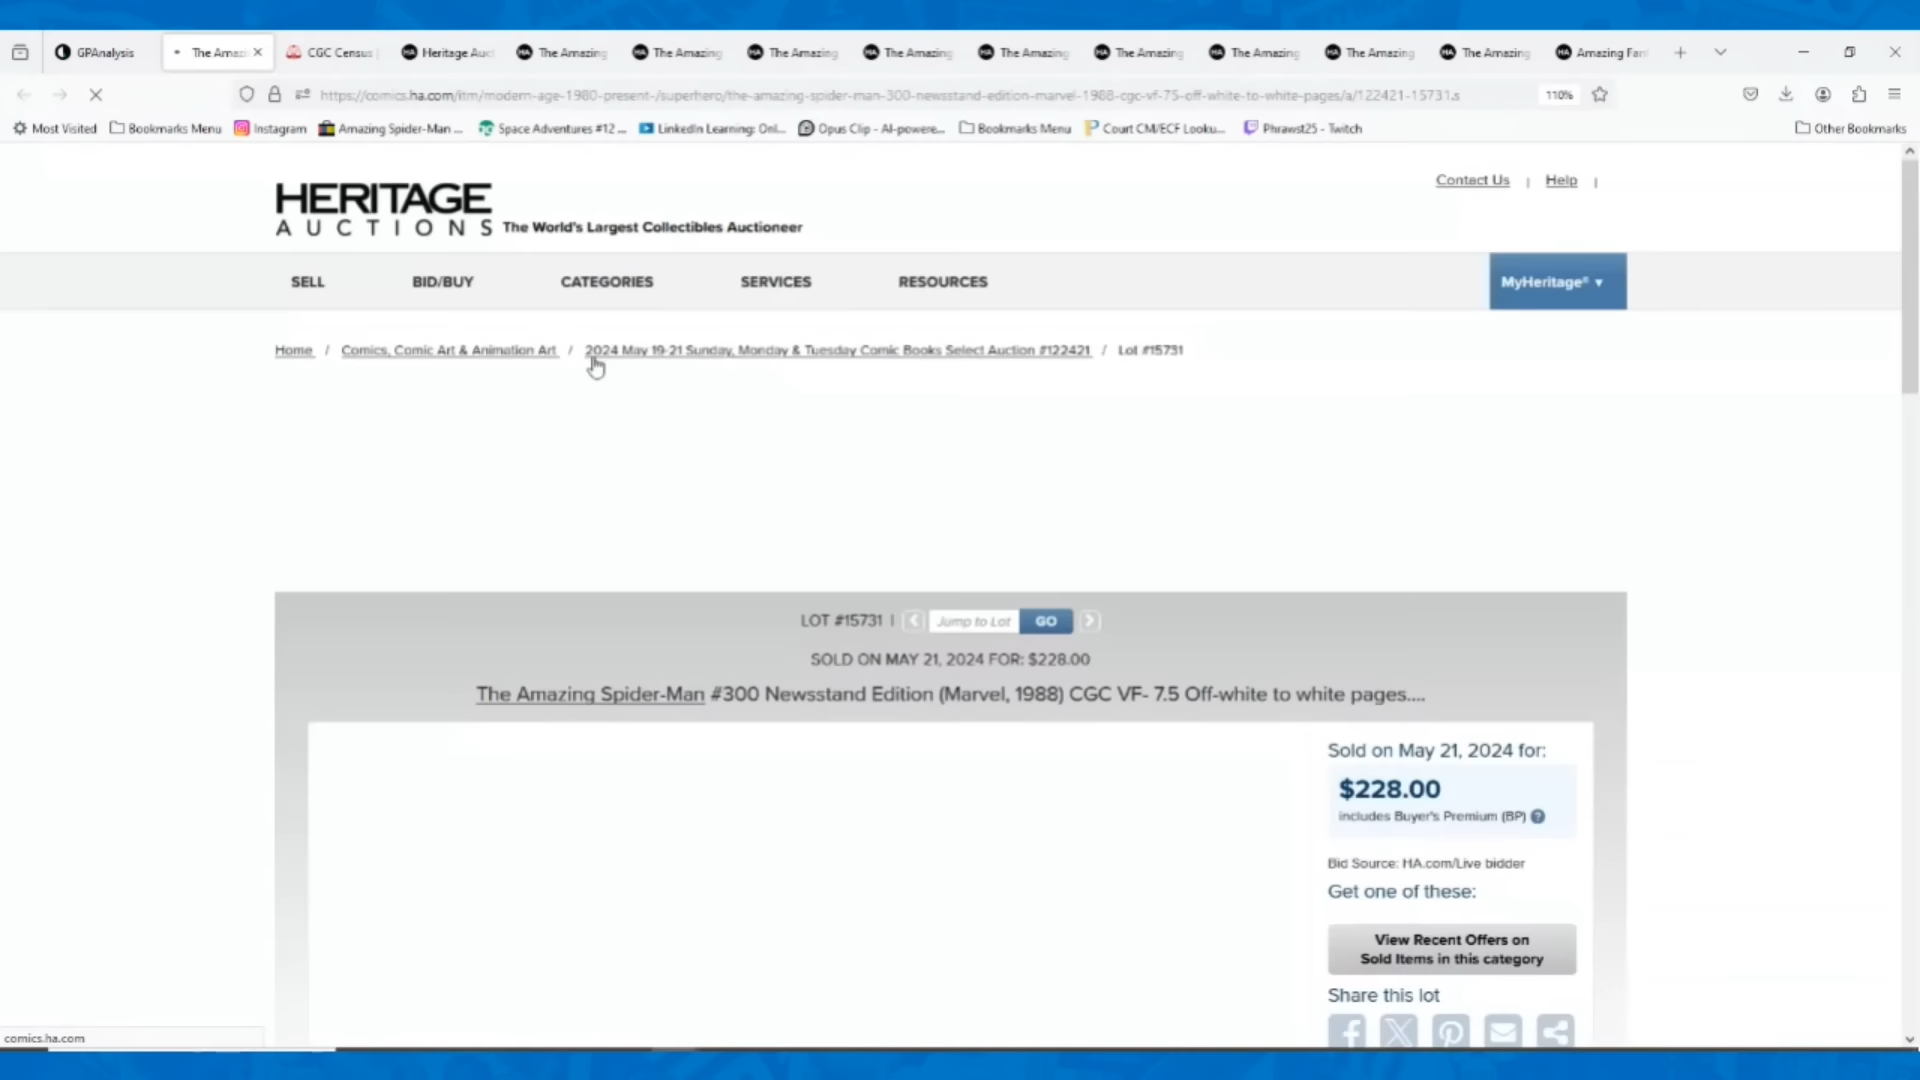 GPAnalysis
The Amazi
CGC Census
Heritage Auc
The Amazing
The Amazing
The Amazing
The Amazing
The Amazing
The Amazing
The Amazing
The Amazing
The Amazing
Amazing Fan
https://comics.ha.com/itm/modern-age-1980-present-/superhero/the-amazing-spider-man-300-newsstand-edition-marvel-1988-cgc-vf-75-off-white-to-white-pages/a/122421-15731.s
110%
Most Visited
Bookmarks Menu
Instagram
Amazing Spider-Man ...
Space Adventures #12 ...
LinkedIn Learning: Onl...
Opus Clip - AI-powere...
Bookmarks Menu
Court CM/ECF Looku...
Phrawst25 - Twitch
Other Bookmarks
Contact Us | Help |
HERITAGE
AUCTIONS The World's Largest Collectibles Auctioneer
SELL BID/BUY CATEGORIES SERVICES RESOURCES MyHeritage® ▾
Home / Comics, Comic Art & Animation Art / 2024 May 19-21 Sunday, Monday & Tuesday Comic Books Select Auction #122421 / Lot #15731
LOT #15731 | Jump to Lot GO
SOLD ON MAY 21, 2024 FOR: $228.00
The Amazing Spider-Man #300 Newsstand Edition (Marvel, 1988) CGC VF- 7.5 Off-white to white pages....
Sold on May 21, 2024 for:
$228.00
includes Buyer's Premium (BP) ?
Bid Source: HA.com/Live bidder
Get one of these:
View Recent Offers on
Sold Items in this category
Share this lot
comics.ha.com